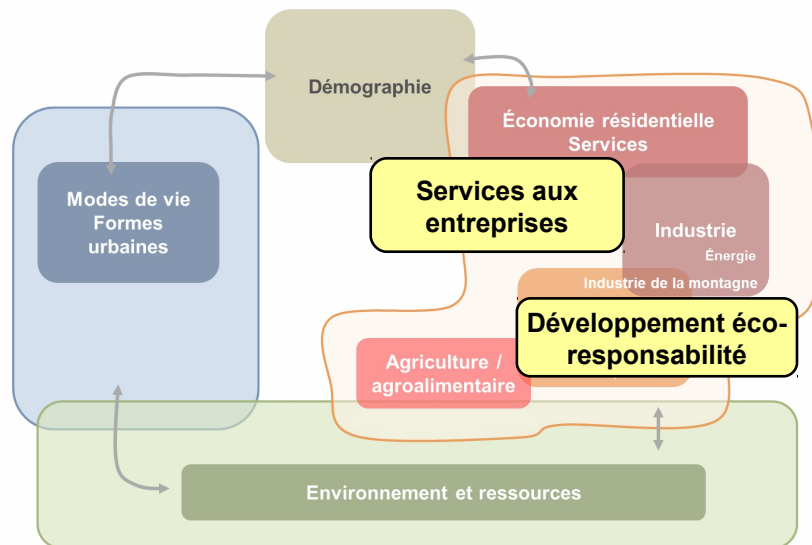 Démographie
Économie résidentielle
Services
Services aux
entreprises
Modes de vie
Formes
urbaines
Industrie
Énergie
Industrie de la montagne
Développement éco-
responsabilité
Agriculture /
agroalimentaire
Environnement et ressources